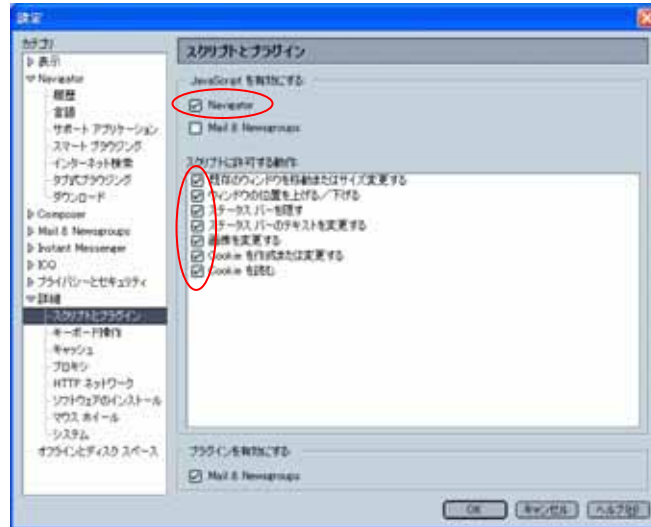 設定
カテゴリ
表示
Navigator
履歴
言語
サポート アプリケーション
スマート ブラウジング
インターネット検索
タブ式ブラウジング
ダウンロード
Composer
Mail & Newsgroups
Instant Messenger
ICQ
プライバシーとセキュリティ
詳細
スクリプトとプラグイン
キーボード操作
キャッシュ
プロキシ
HTTP ネットワーク
ソフトウェアのインストール
マウス ホイール
システム
オフラインとディスク スペース
スクリプトとプラグイン
JavaScript を有効にする
Navigator
Mail & Newsgroups
スクリプトに許可する動作
既存のウィンドウを移動またはサイズ変更する
ウィンドウの位置を上げる／下げる
ステータス バーを隠す
ステータス バーのテキストを変更する
画像を変更する
Cookie を作成または変更する
Cookie を読む
プラグインを有効にする
Mail & Newsgroups
OK
キャンセル
ヘルプ(H)